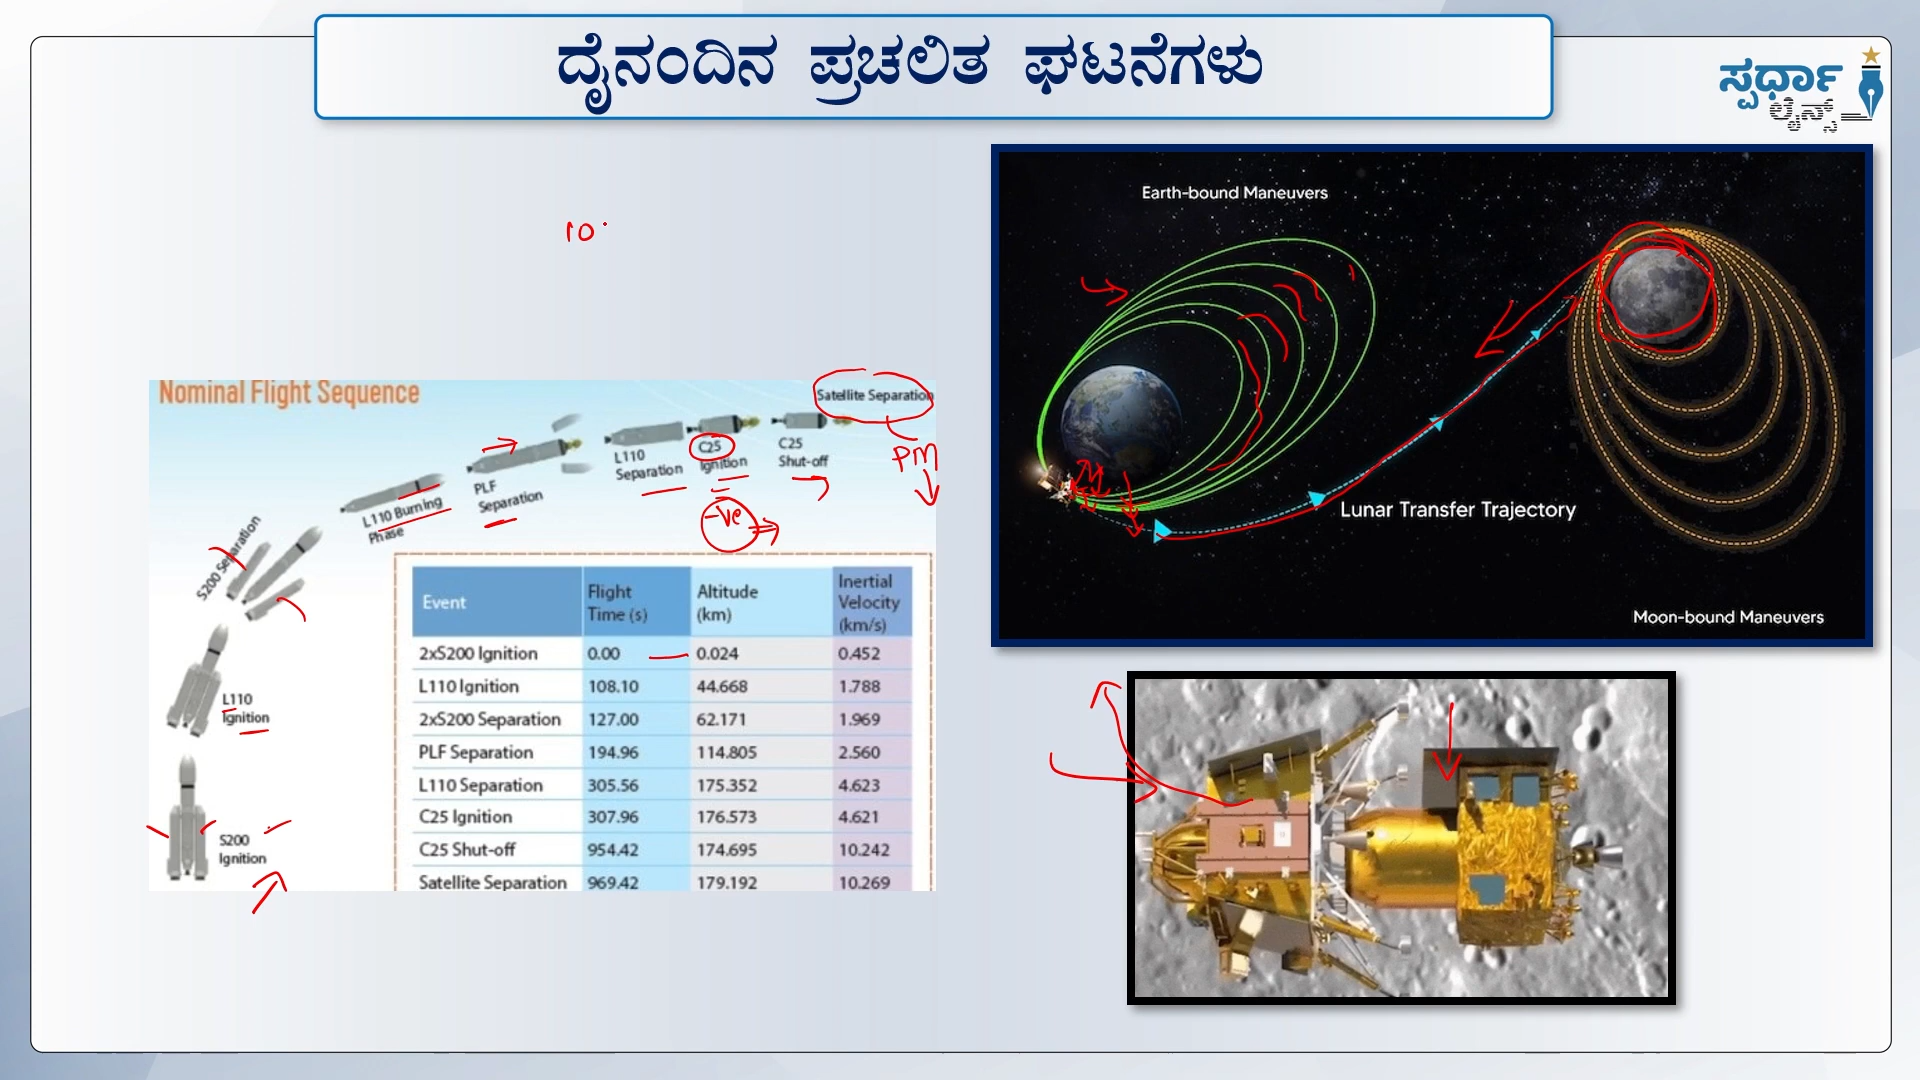 ದೈನಂದಿನ ಪ್ರಚಲಿತ ಘಟನೆಗಳು
ಸ್ಪರ್ಧಾ
ಲೈನ್ಸ್
Earth-bound Maneuvers
10
Nominal Flight Sequence
Satellite Separation
C25
Ignition
C25
Shut-off
L110
Separation
PM
PLF
Separation
L110 Burning
Phase
-ve
S200 Separation
Lunar Transfer Trajectory
Moon-bound Maneuvers
L110
Ignition
S200
Ignition
Event Flight Time (s) Altitude (km) Inertial Velocity (km/s)
2xS200 Ignition 0.00 0.024 0.452
L110 Ignition 108.10 44.668 1.788
2xS200 Separation 127.00 62.171 1.969
PLF Separation 194.96 114.805 2.560
L110 Separation 305.56 175.352 4.623
C25 Ignition 307.96 176.573 4.621
C25 Shut-off 954.42 174.695 10.242
Satellite Separation 969.42 179.192 10.269